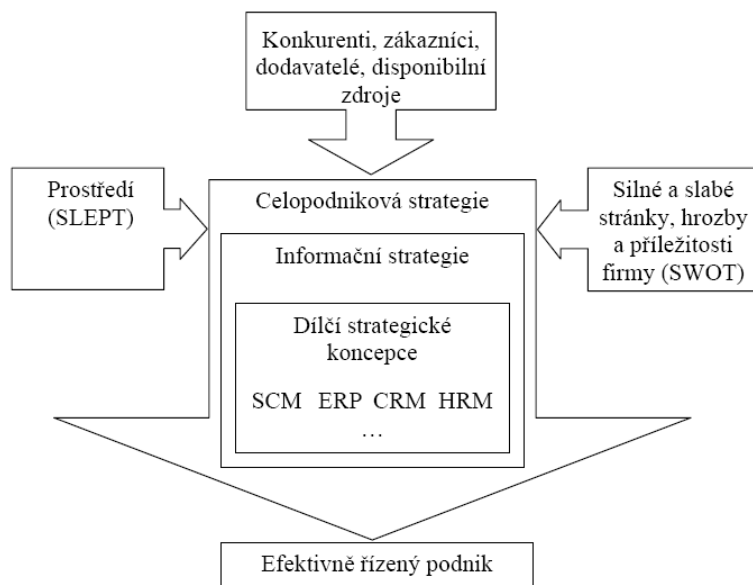 Konkurenti, zákazníci,
dodavatelé, disponibilní
zdroje
Prostředí
(SLEPT)
Celopodniková strategie
Silné a slabé
stránky, hrozby
a příležitosti
firmy (SWOT)
Informační strategie
Dílčí strategické
koncepce
SCM ERP CRM HRM
…
Efektivně řízený podnik